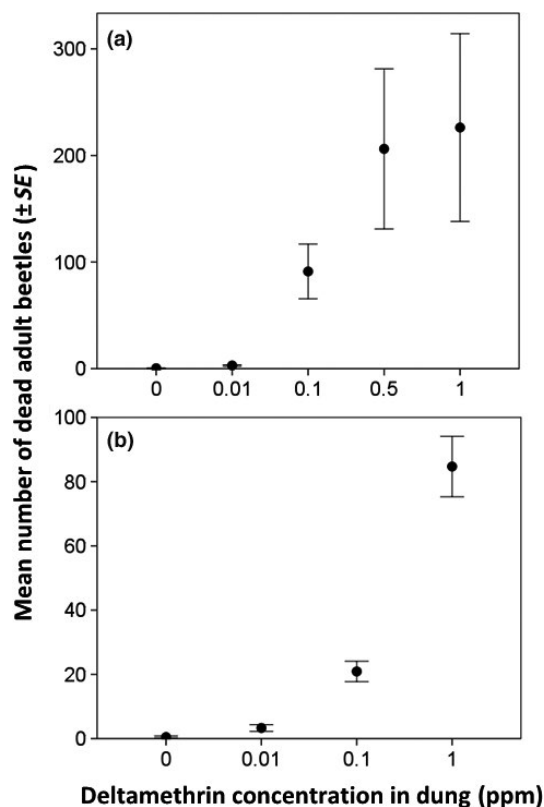 (a)
300
200
100
0
0 0.01 0.1 0.5 1
(b)
100
80
60
40
20
0
0 0.01 0.1 1
Mean number of dead adult beetles (±SE)
Deltamethrin concentration in dung (ppm)